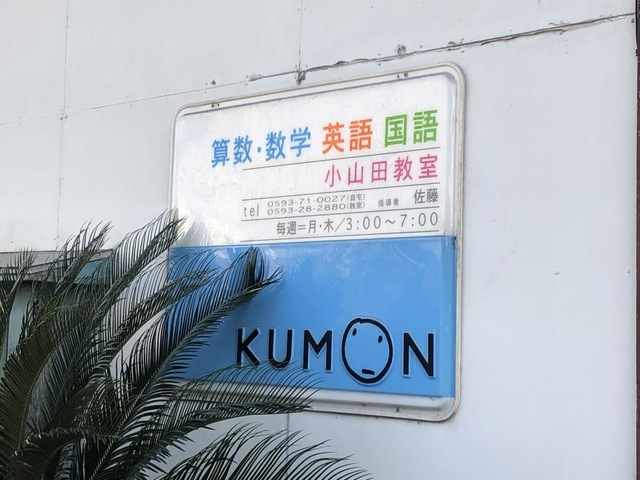 算数・数学 英語 国語
小山田教室
tel 0593-71-0027(自宅)
0593-28-2880(教室) 指導者 佐藤
毎週=月・木/3:00〜7:00
KUMON